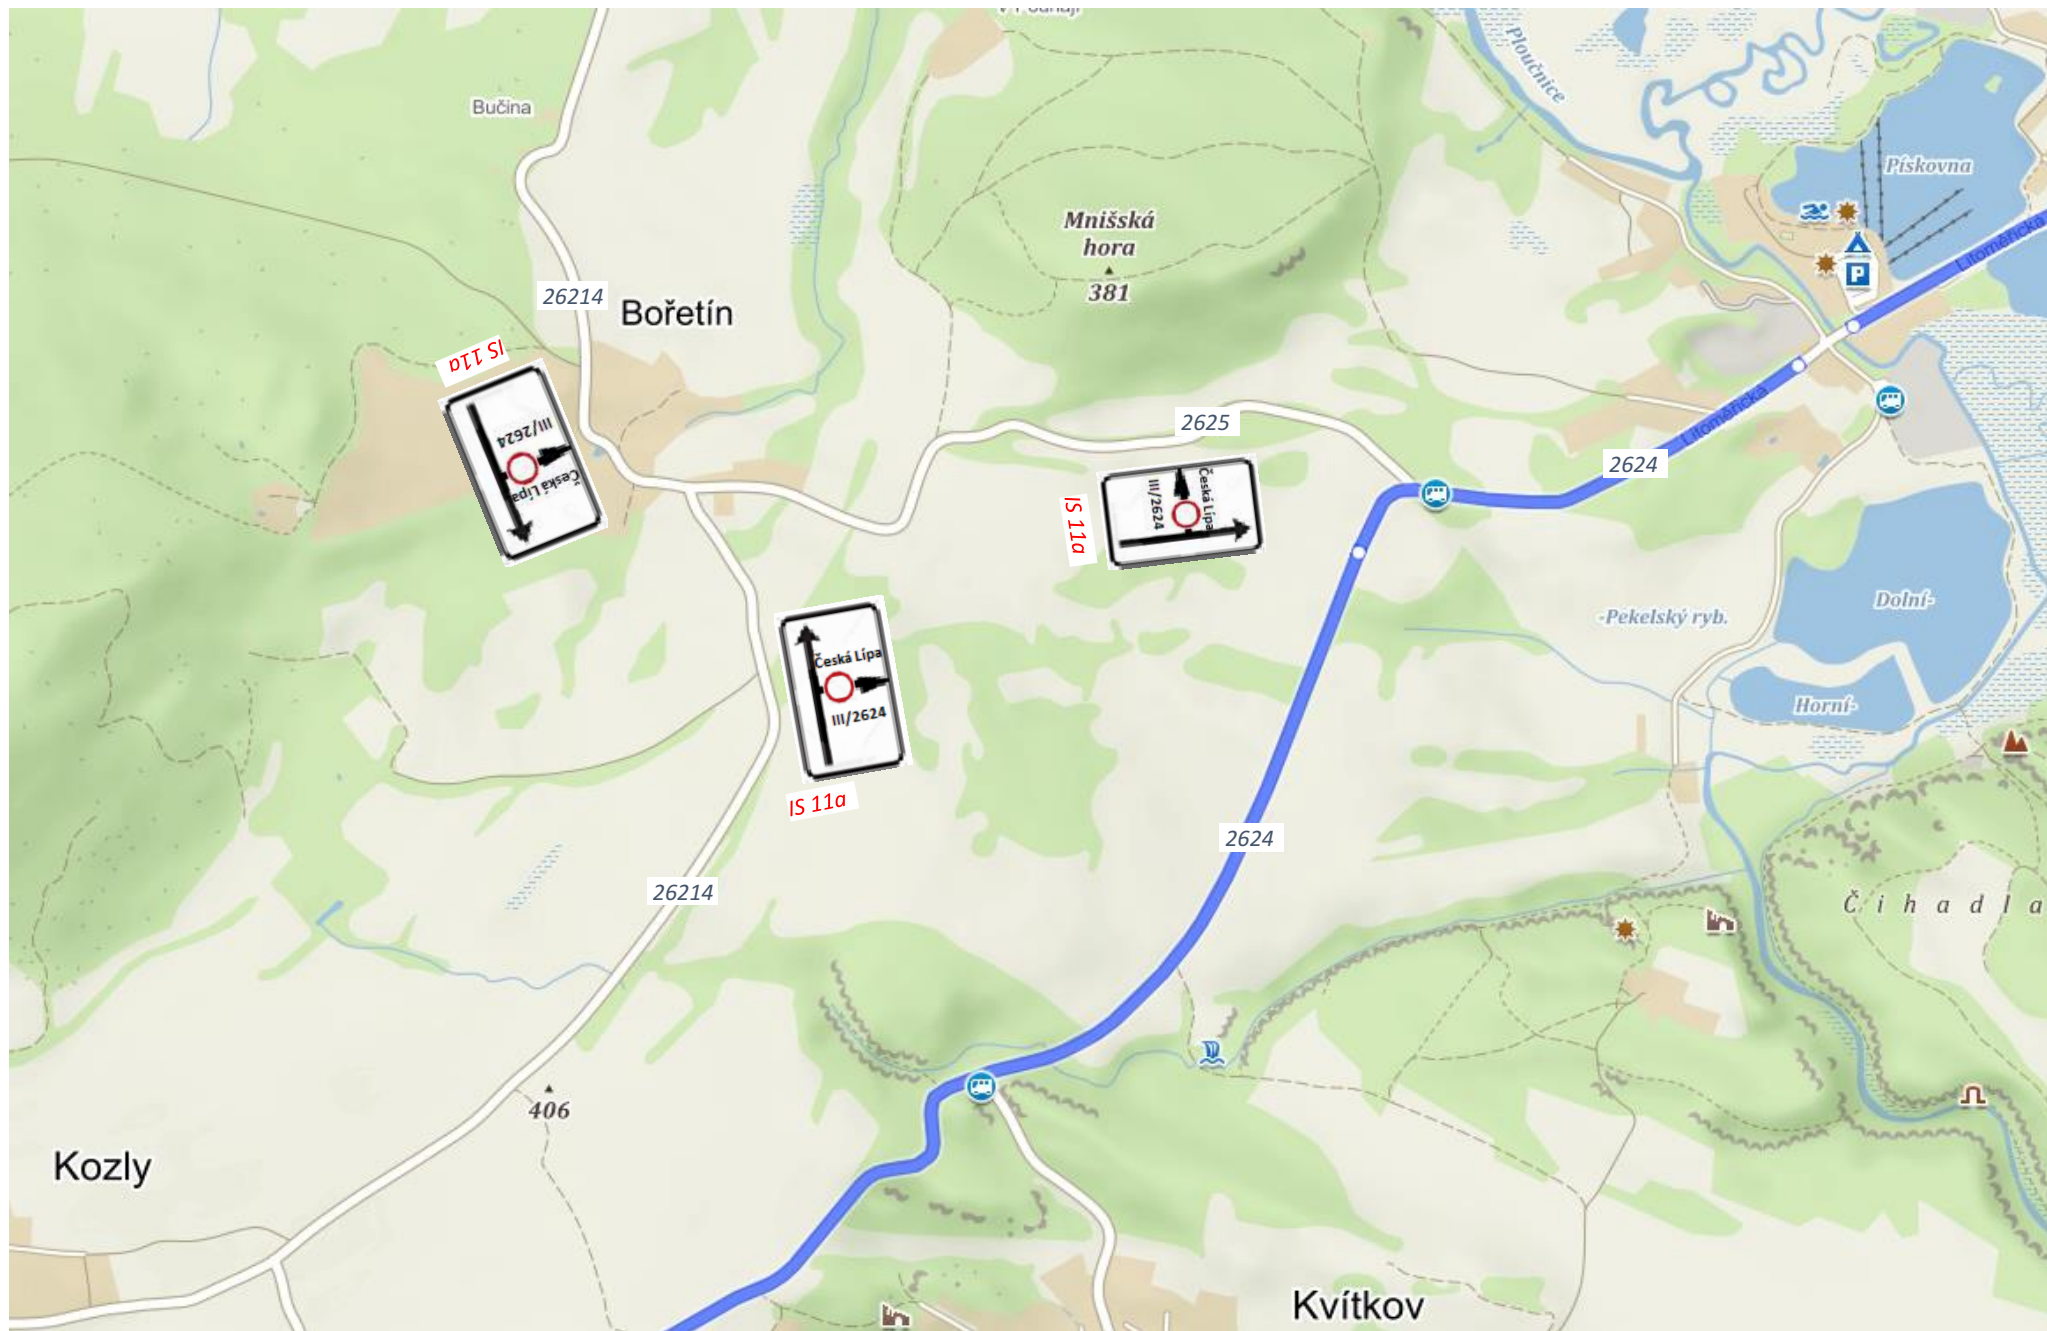 Ploučnice
Bučina
Pískovna
Mnišská
hora
381
Litoměřická
26214
Bořetín
IS 11a
III/2624
Česká Lípa
2625
Litoměřická
2624
IS 11a
III/2624
Česká Lípa
Dolní-
-Pekelský ryb.
Česká Lípa
III/2624
Horní-
IS 11a
2624
26214
Čihadla
406
Kozly
Kvítkov
P